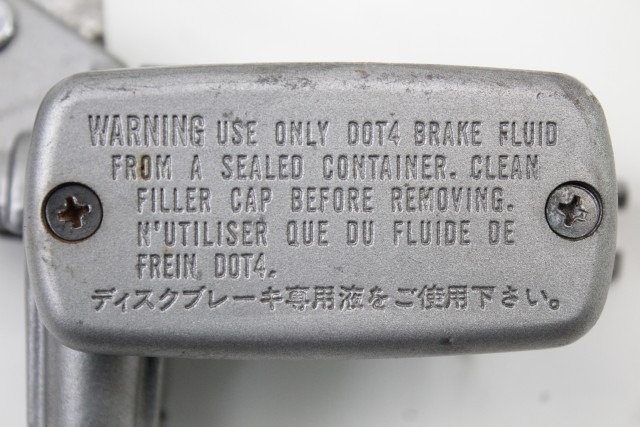 WARNING USE ONLY DOT4 BRAKE FLUID
FROM A SEALED CONTAINER. CLEAN
FILLER CAP BEFORE REMOVING.
N'UTILISER QUE DU FLUIDE DE
FREIN DOT4.
ディスクブレーキ専用液をご使用下さい。